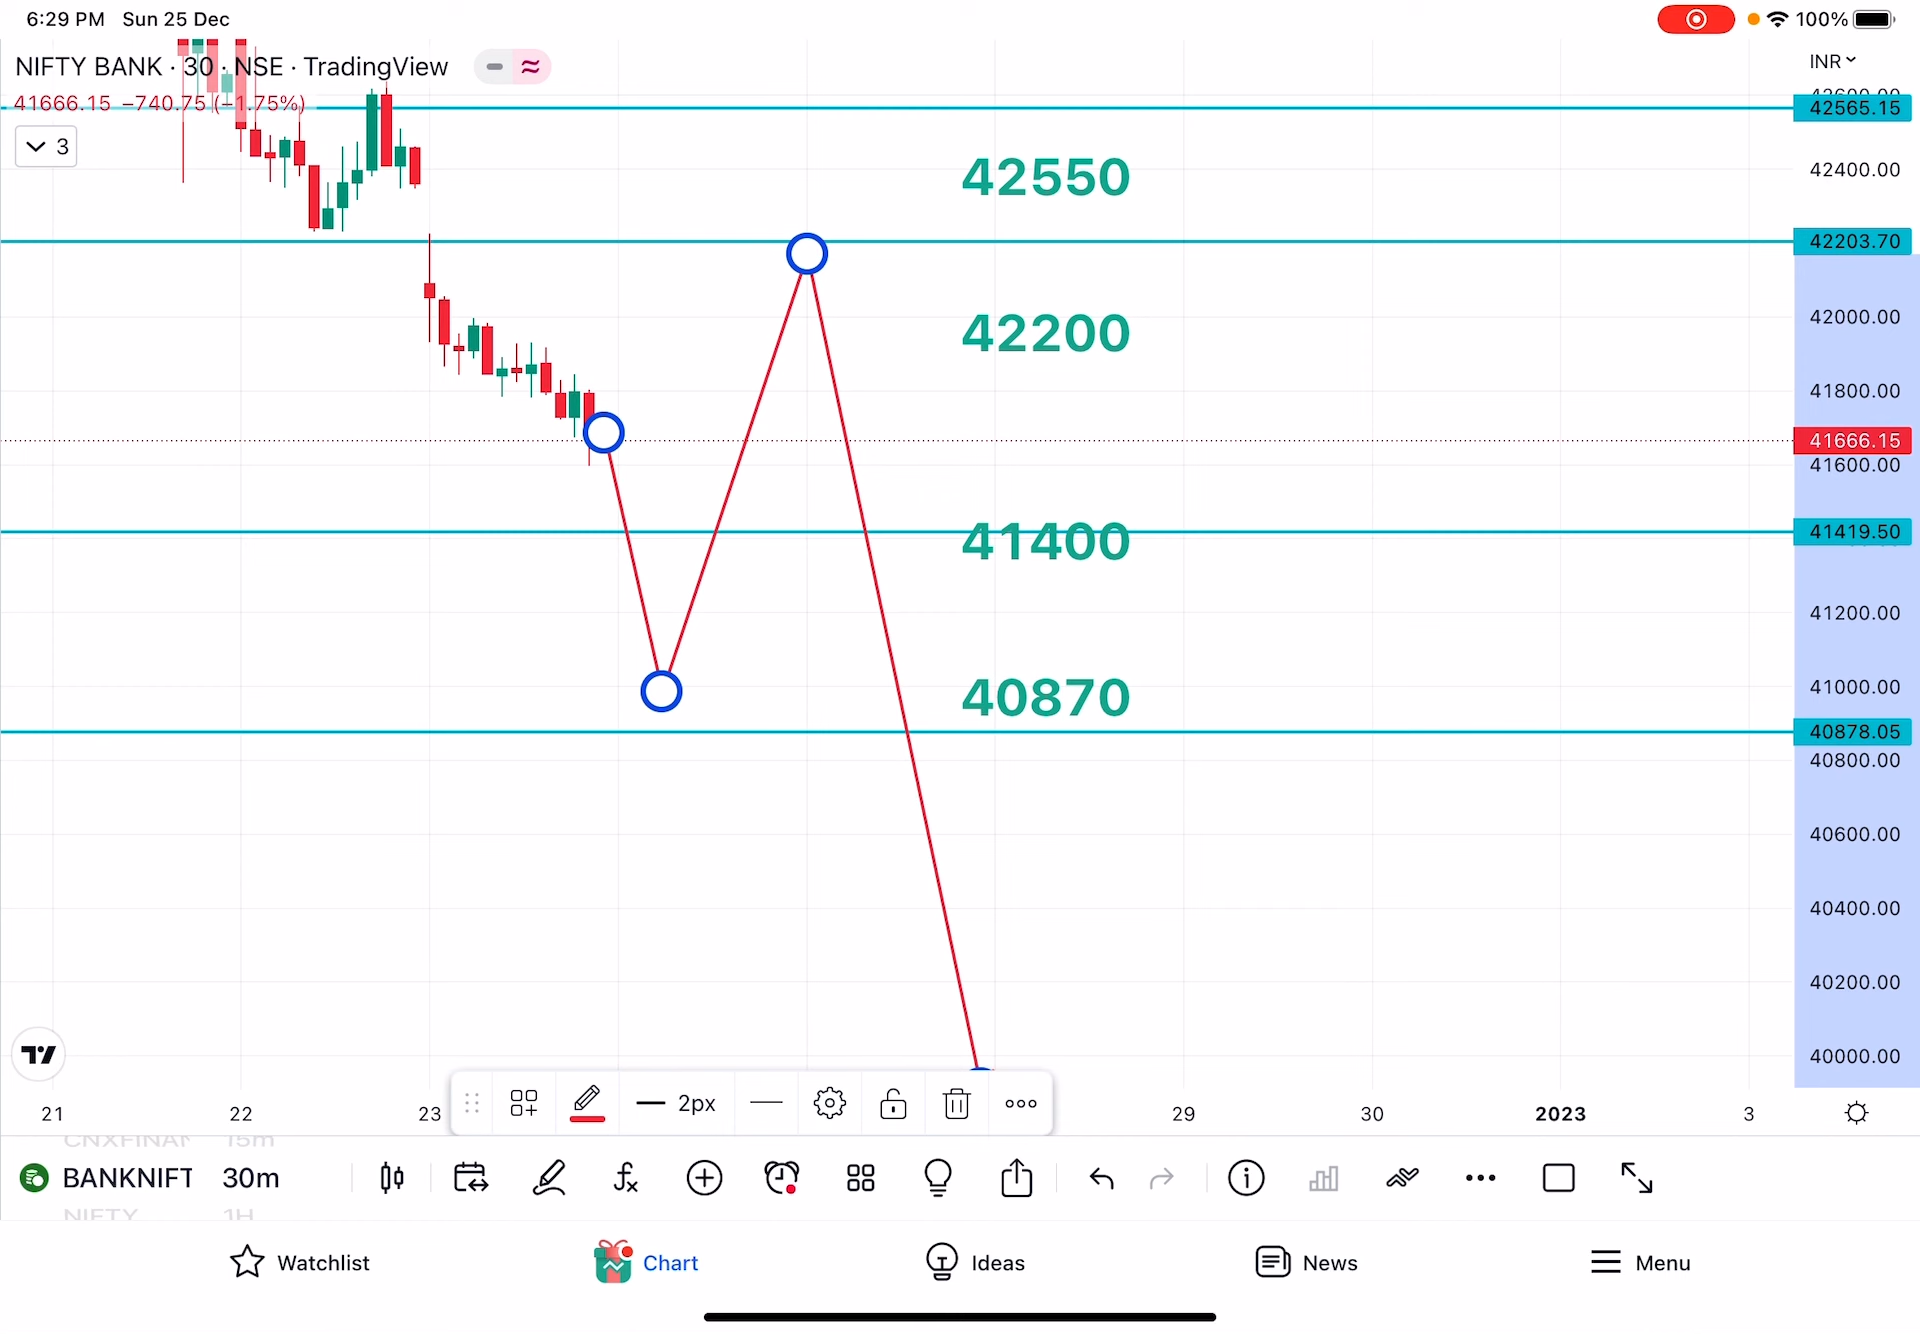 6:29 PM Sun 25 Dec
100%
NIFTY BANK · 30 · NSE · TradingView
INR
41666.15 −740.75 (−1.75%)
3
42600.00
42565.15
42400.00
42203.70
42000.00
41800.00
41666.15
41600.00
41419.50
41200.00
41000.00
40878.05
40800.00
40600.00
40400.00
40200.00
40000.00
42550
42200
41400
40870
21 22 23 29 30 2023 3
2px
CNXFINAN 15m
BANKNIFT 30m
NIFTY 1H
Watchlist
Chart
Ideas
News
Menu